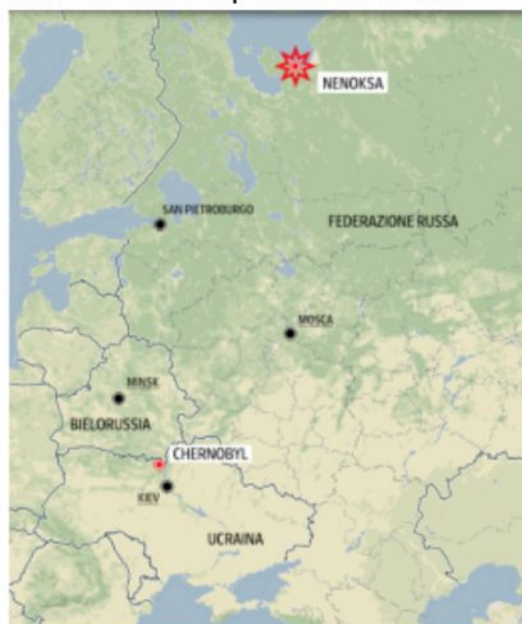 NENOKSA
SAN PIETROBURGO
FEDERAZIONE RUSSA
MOSCA
MINSK
BIELORUSSIA
CHERNOBYL
KIEV
UCRAINA